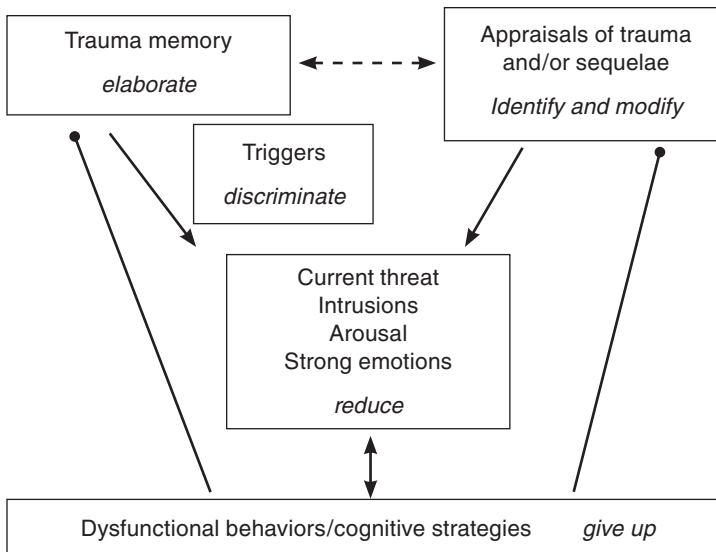 Trauma memory
elaborate
Appraisals of trauma
and/or sequelae
Identify and modify
Triggers
discriminate
Current threat
Intrusions
Arousal
Strong emotions
reduce
Dysfunctional behaviors/cognitive strategies give up